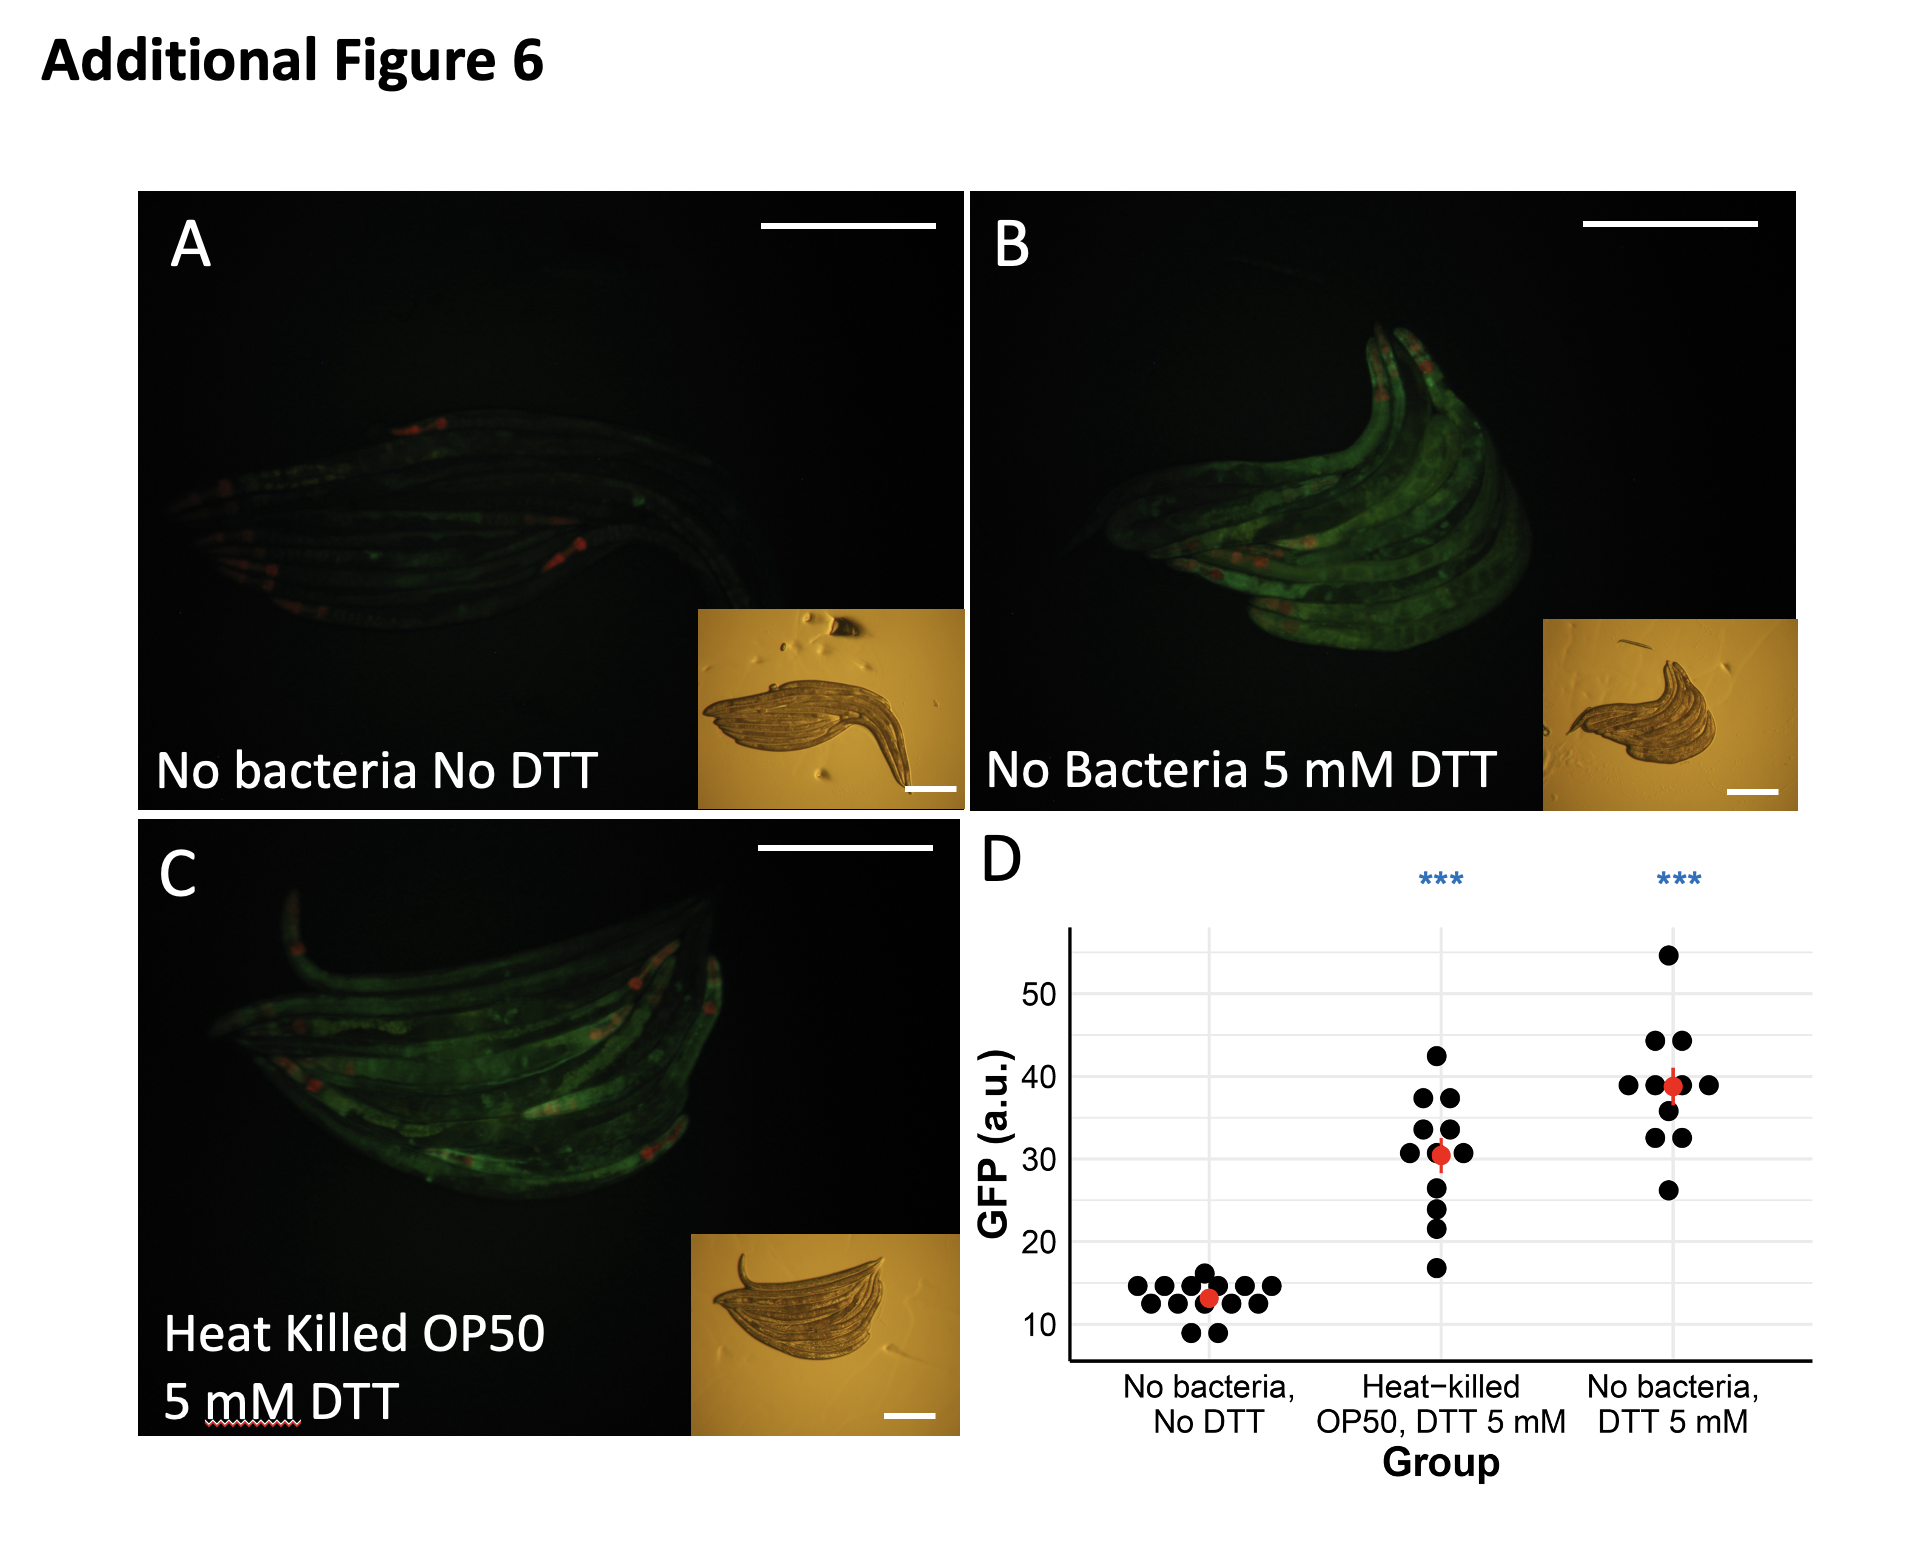 Additional Figure 6
A
No bacteria No DTT
B
No Bacteria 5 mM DTT
C
Heat Killed OP50
5 mM DTT
D
*** ***
50
40
30
20
10
GFP (a.u.)
No bacteria, Heat−killed No bacteria,
No DTT OP50, DTT 5 mM DTT 5 mM
Group